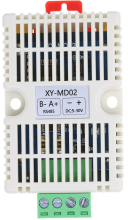 XY-MD02
B- A+ − +
RS485 DC5-30V